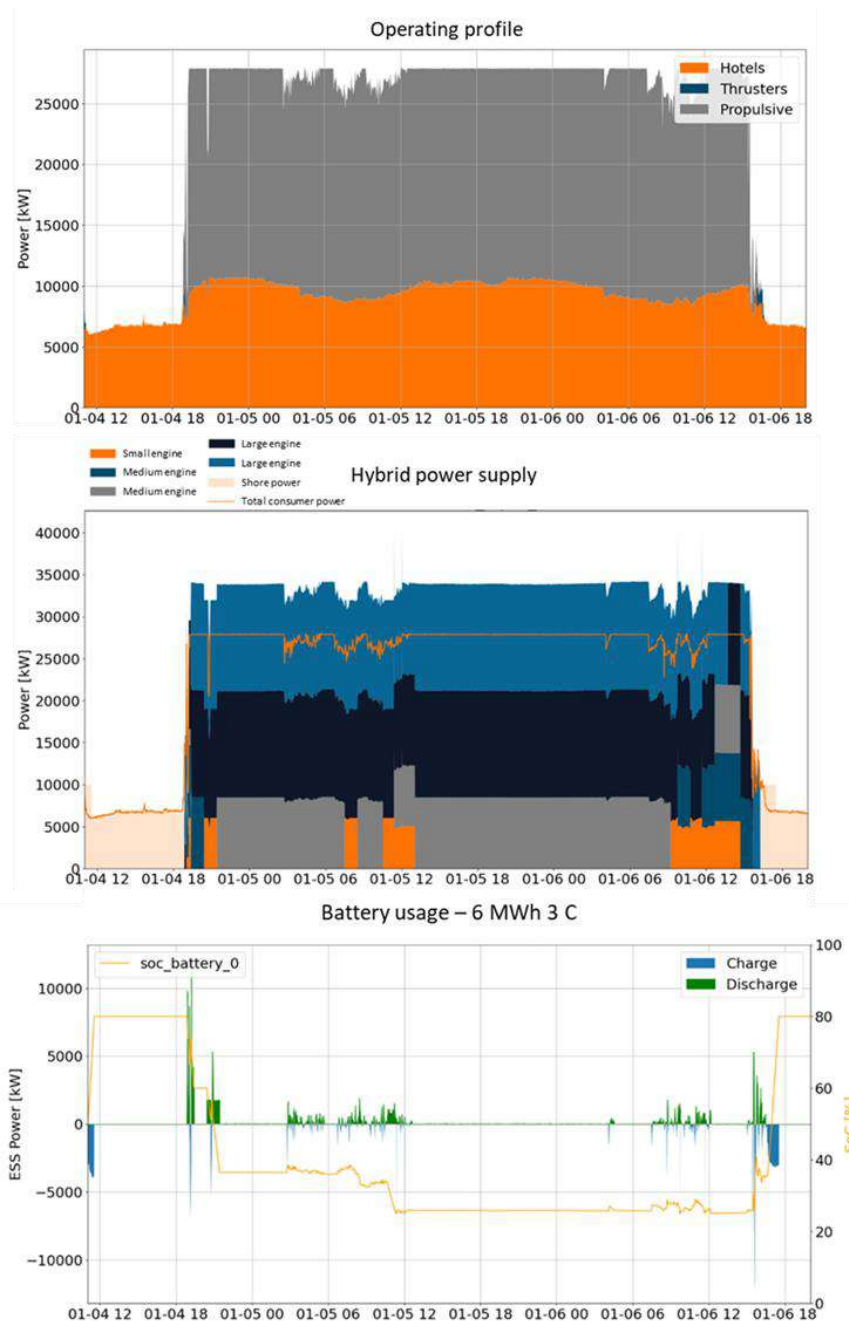 Operating profile
Hotels
Thrusters
Propulsive
Power [kW]
25000
20000
15000
10000
5000
0
01-04 12 01-04 18 01-05 00 01-05 06 01-05 12 01-05 18 01-06 00 01-06 06 01-06 12 01-06 18
Small engine
Medium engine
Medium engine
Large engine
Large engine
Shore power
Total consumer power
Hybrid power supply
Power [kW]
40000
35000
30000
25000
20000
15000
10000
5000
0
01-04 12 01-04 18 01-05 00 01-05 06 01-05 12 01-05 18 01-06 00 01-06 06 01-06 12 01-06 18
Battery usage – 6 MWh 3 C
soc_battery_0
Charge
Discharge
ESS Power [kW]
10000
5000
0
−5000
−10000
100
80
60
40
20
0
SoC [%]
01-04 12 01-04 18 01-05 00 01-05 06 01-05 12 01-05 18 01-06 00 01-06 06 01-06 12 01-06 18